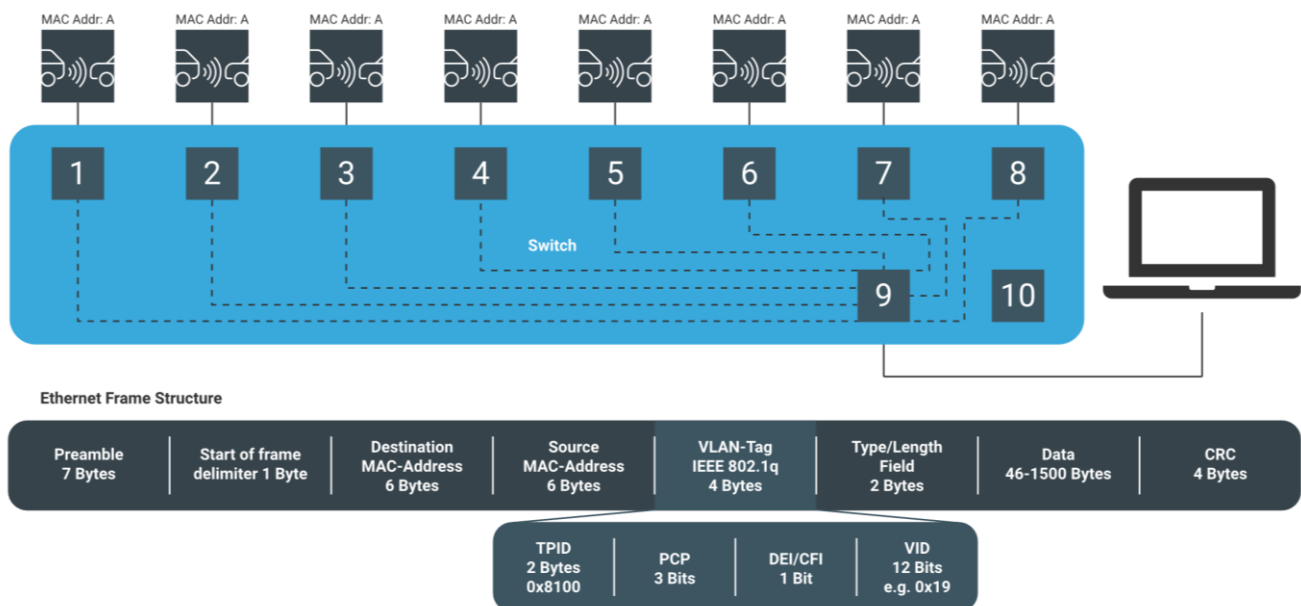 MAC Addr: A
MAC Addr: A
MAC Addr: A
MAC Addr: A
MAC Addr: A
MAC Addr: A
MAC Addr: A
MAC Addr: A
1
2
3
4
5
6
7
8
Switch
9
10
Ethernet Frame Structure
Preamble
7 Bytes
Start of frame
delimiter 1 Byte
Destination
MAC-Address
6 Bytes
Source
MAC-Address
6 Bytes
VLAN-Tag
IEEE 802.1q
4 Bytes
Type/Length
Field
2 Bytes
Data
46-1500 Bytes
CRC
4 Bytes
TPID
2 Bytes
0x8100
PCP
3 Bits
DEI/CFI
1 Bit
VID
12 Bits
e.g. 0x19